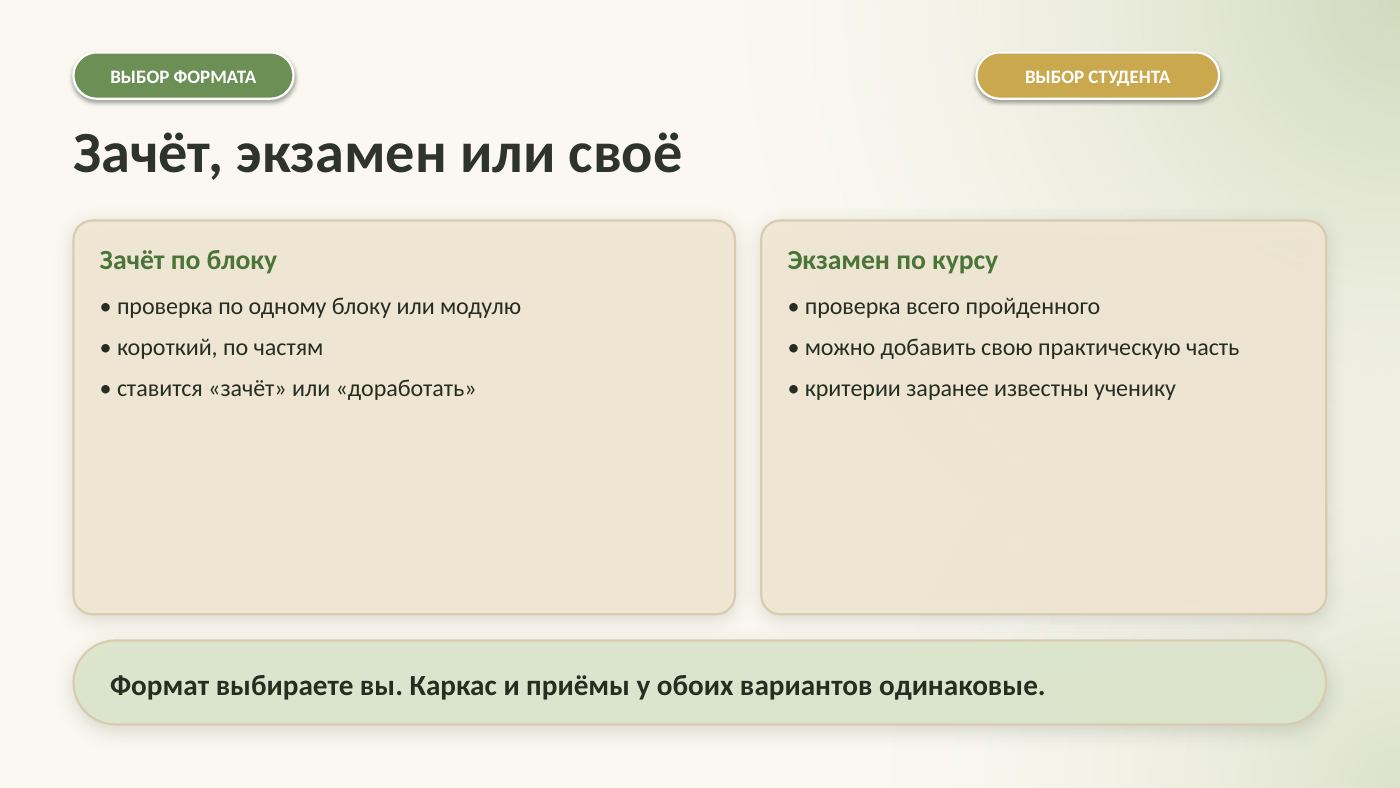 ВЫБОР ФОРМАТА
ВЫБОР СТУДЕНТА
Зачёт, экзамен или своё
Зачёт по блоку
• проверка по одному блоку или модулю
• короткий, по частям
• ставится «зачёт» или «доработать»
Экзамен по курсу
• проверка всего пройденного
• можно добавить свою практическую часть
• критерии заранее известны ученику
Формат выбираете вы. Каркас и приёмы у обоих вариантов одинаковые.